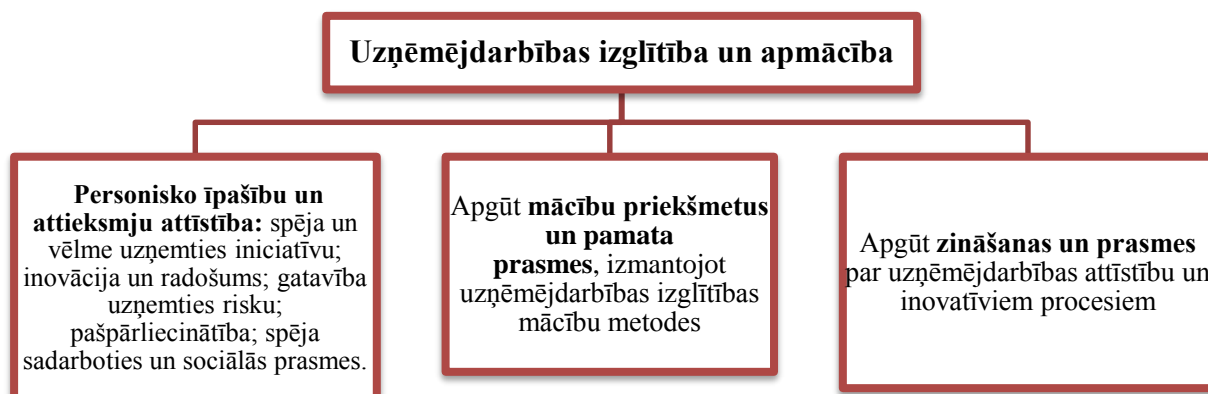 Uzņēmējdarbības izglītība un apmācība
Personisko īpašību un
attieksmju attīstība: spēja un
vēlme uzņemties iniciatīvu;
inovācija un radošums; gatavība
uzņemties risku;
pašpārliecinātība; spēja
sadarboties un sociālās prasmes.
Apgūt mācību priekšmetus
un pamata
prasmes, izmantojot
uzņēmējdarbības izglītības
mācību metodes
Apgūt zināšanas un prasmes
par uzņēmējdarbības attīstību un
inovatīviem procesiem